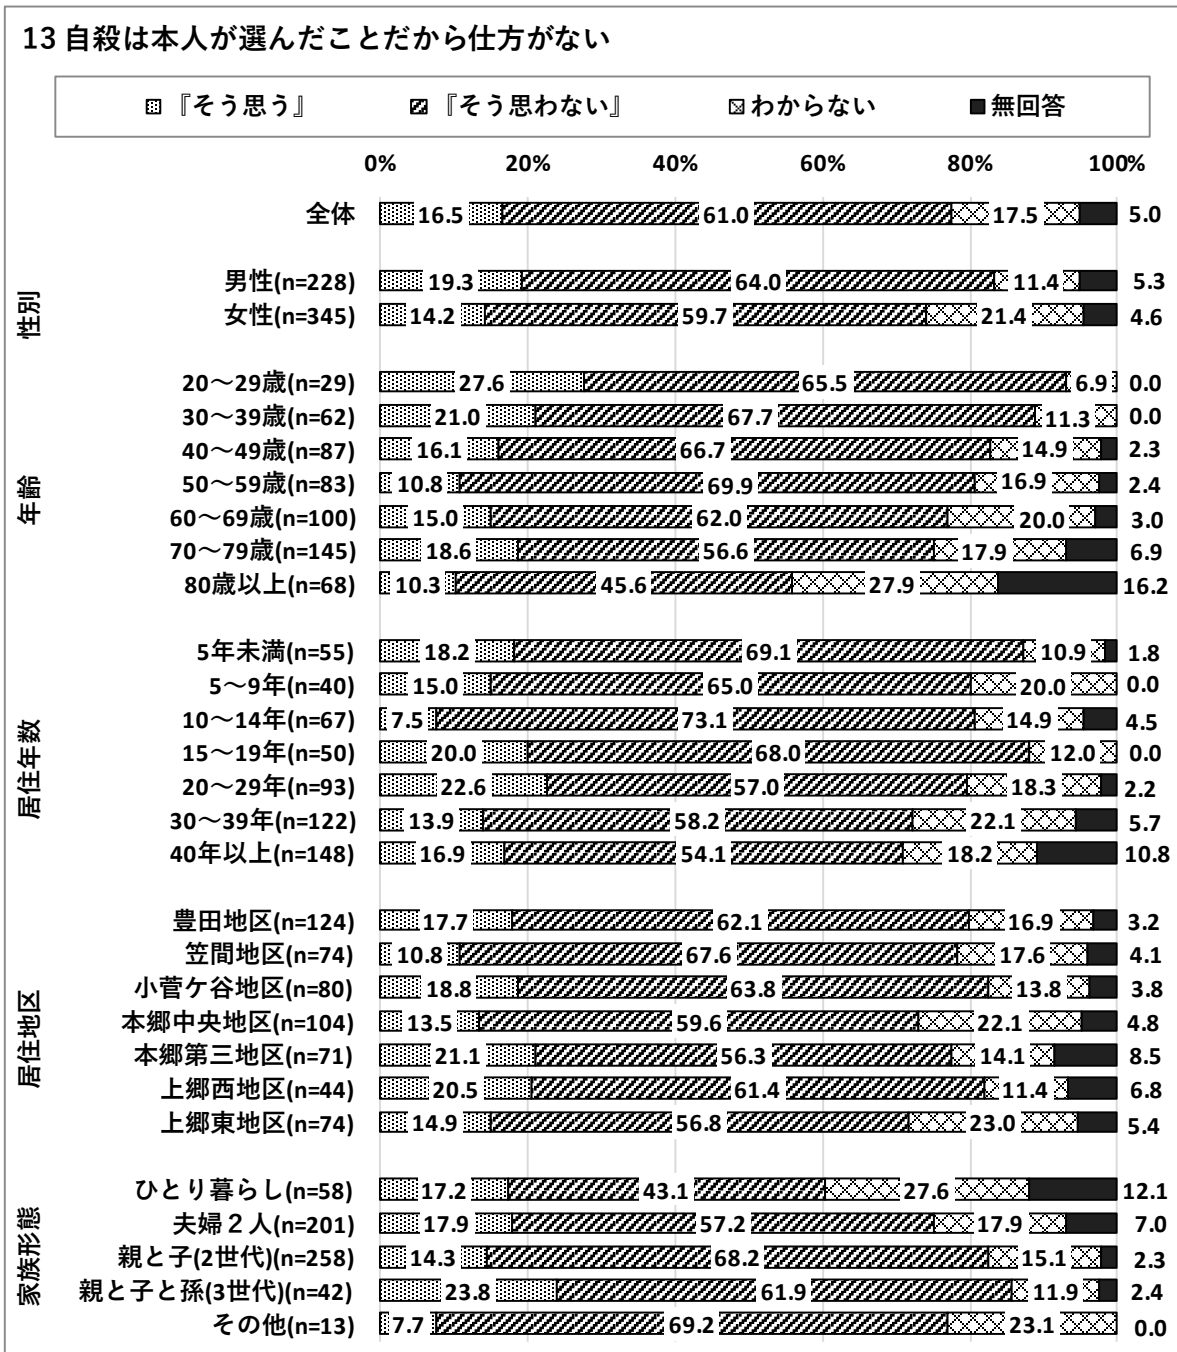 13 自殺は本人が選んだことだから仕方がない
『そう思う』 『そう思わない』 わからない 無回答
0% 20% 40% 60% 80% 100%
全体 16.5 61.0 17.5 5.0
性別
男性(n=228) 19.3 64.0 11.4 5.3
女性(n=345) 14.2 59.7 21.4 4.6
年齢
20～29歳(n=29) 27.6 65.5 6.9 0.0
30～39歳(n=62) 21.0 67.7 11.3 0.0
40～49歳(n=87) 16.1 66.7 14.9 2.3
50～59歳(n=83) 10.8 69.9 16.9 2.4
60～69歳(n=100) 15.0 62.0 20.0 3.0
70～79歳(n=145) 18.6 56.6 17.9 6.9
80歳以上(n=68) 10.3 45.6 27.9 16.2
居住年数
5年未満(n=55) 18.2 69.1 10.9 1.8
5～9年(n=40) 15.0 65.0 20.0 0.0
10～14年(n=67) 7.5 73.1 14.9 4.5
15～19年(n=50) 20.0 68.0 12.0 0.0
20～29年(n=93) 22.6 57.0 18.3 2.2
30～39年(n=122) 13.9 58.2 22.1 5.7
40年以上(n=148) 16.9 54.1 18.2 10.8
居住地区
豊田地区(n=124) 17.7 62.1 16.9 3.2
笠間地区(n=74) 10.8 67.6 17.6 4.1
小菅ケ谷地区(n=80) 18.8 63.8 13.8 3.8
本郷中央地区(n=104) 13.5 59.6 22.1 4.8
本郷第三地区(n=71) 21.1 56.3 14.1 8.5
上郷西地区(n=44) 20.5 61.4 11.4 6.8
上郷東地区(n=74) 14.9 56.8 23.0 5.4
家族形態
ひとり暮らし(n=58) 17.2 43.1 27.6 12.1
夫婦２人(n=201) 17.9 57.2 17.9 7.0
親と子(2世代)(n=258) 14.3 68.2 15.1 2.3
親と子と孫(3世代)(n=42) 23.8 61.9 11.9 2.4
その他(n=13) 7.7 69.2 23.1 0.0